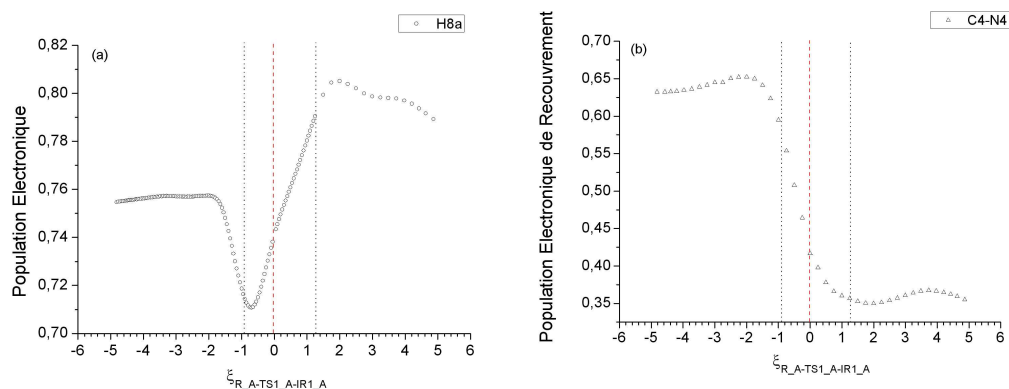 H8a
(a)
Population Electronique
0,82
0,80
0,78
0,76
0,74
0,72
0,70
-6 -5 -4 -3 -2 -1 0 1 2 3 4 5 6
ξR_A-TS1_A-IR1_A
C4-N4
(b)
Population Electronique de Recouvrement
0,70
0,65
0,60
0,55
0,50
0,45
0,40
0,35
-6 -5 -4 -3 -2 -1 0 1 2 3 4 5 6
ξR_A-TS1_A-IR1_A